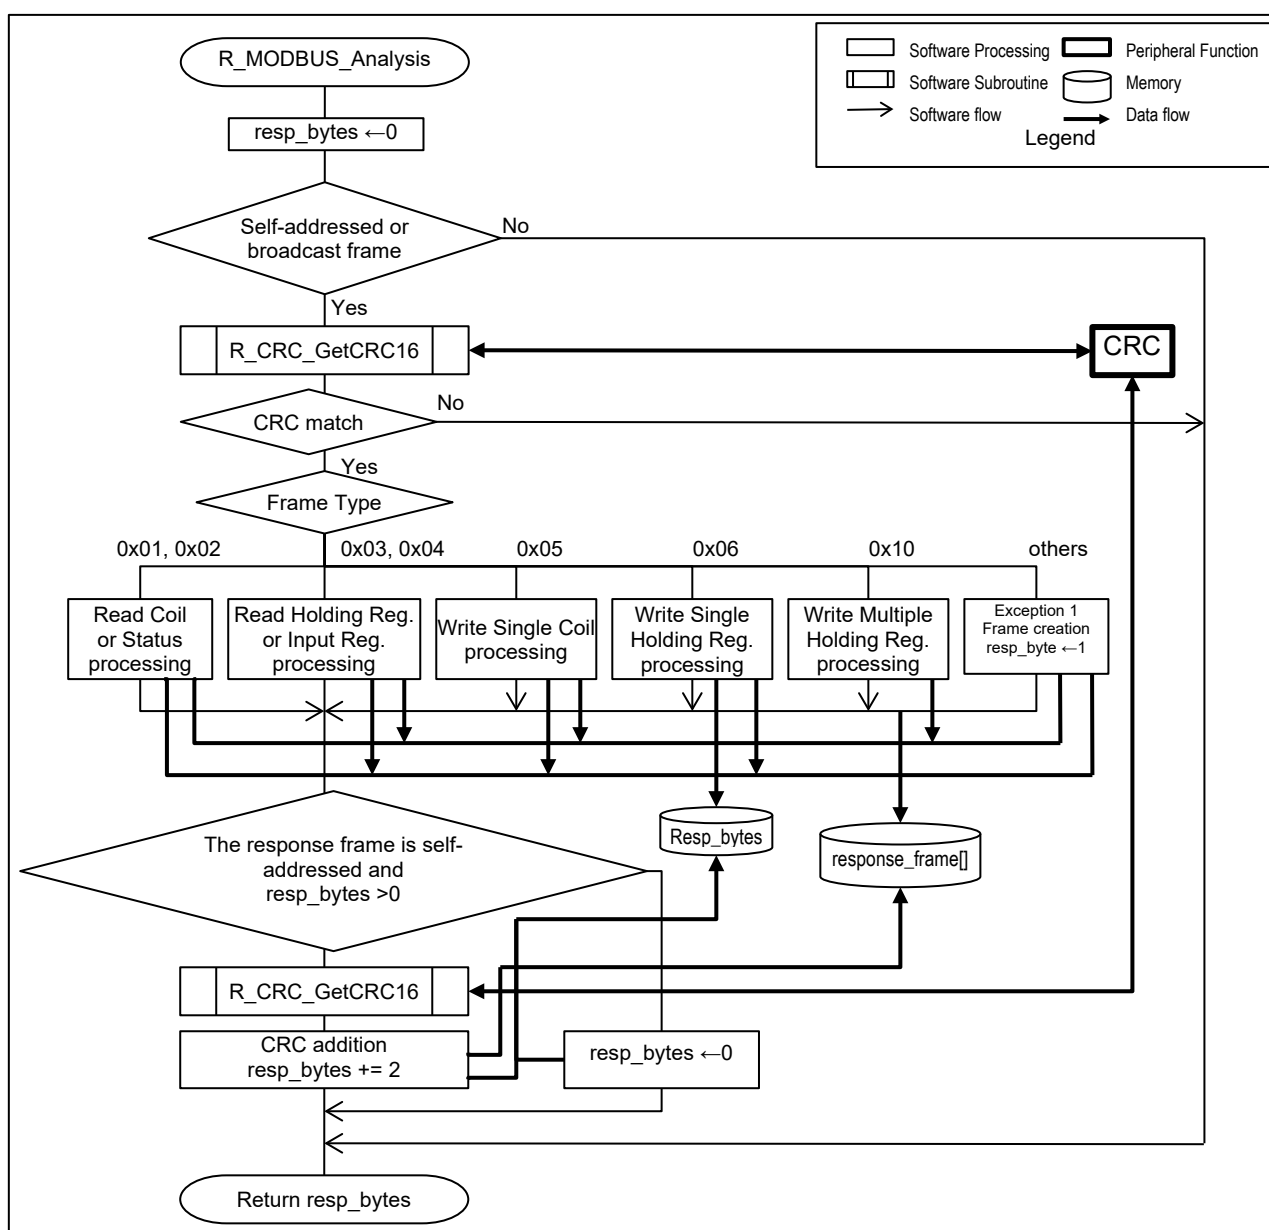 R_MODBUS_Analysis
Software Processing
Peripheral Function
Software Subroutine
Memory
Software flow
Data flow
Legend
resp_bytes ←0
Self-addressed or
broadcast frame
No
Yes
R_CRC_GetCRC16
CRC
CRC match
No
Yes
Frame Type
0x01, 0x02
0x03, 0x04
0x05
0x06
0x10
others
Read Coil
or Status
processing
Read Holding Reg.
or Input Reg.
processing
Write Single Coil
processing
Write Single
Holding Reg.
processing
Write Multiple
Holding Reg.
processing
Exception 1
Frame creation
resp_byte ←1
The response frame is self-
addressed and
resp_bytes >0
Resp_bytes
response_frame[]
R_CRC_GetCRC16
CRC addition
resp_bytes += 2
resp_bytes ←0
Return resp_bytes